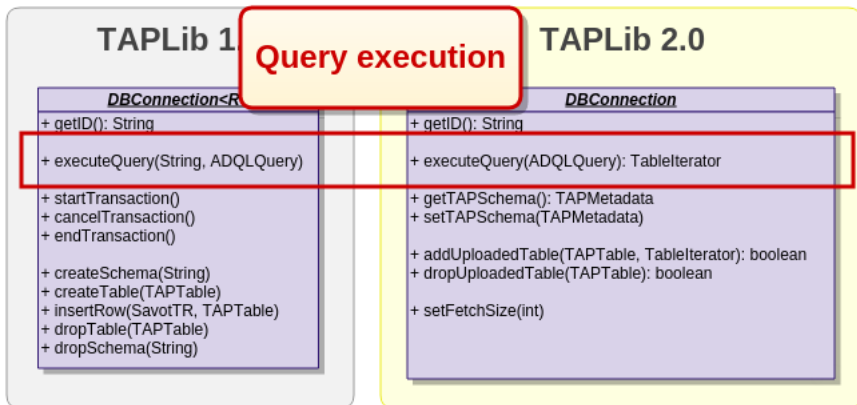 TAPLib 1.
Query execution
TAPLib 2.0
DBConnection<R
+ getID(): String
+ executeQuery(String, ADQLQuery)
+ startTransaction()
+ cancelTransaction()
+ endTransaction()
+ createSchema(String)
+ createTable(TAPTable)
+ insertRow(SavotTR, TAPTable)
+ dropTable(TAPTable)
+ dropSchema(String)
DBConnection
+ getID(): String
+ executeQuery(ADQLQuery): TableIterator
+ getTAPSchema(): TAPMetadata
+ setTAPSchema(TAPMetadata)
+ addUploadedTable(TAPTable, TableIterator): boolean
+ dropUploadedTable(TAPTable): boolean
+ setFetchSize(int)